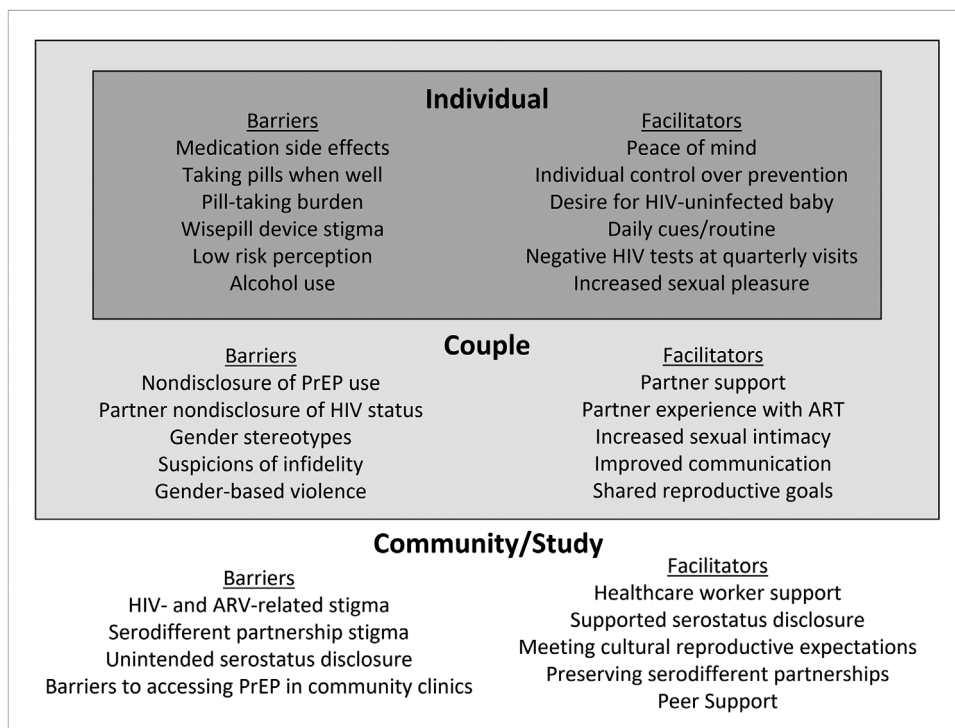 Individual
Barriers
Medication side effects
Taking pills when well
Pill-taking burden
Wisepill device stigma
Low risk perception
Alcohol use
Facilitators
Peace of mind
Individual control over prevention
Desire for HIV-uninfected baby
Daily cues/routine
Negative HIV tests at quarterly visits
Increased sexual pleasure
Couple
Barriers
Nondisclosure of PrEP use
Partner nondisclosure of HIV status
Gender stereotypes
Suspicions of infidelity
Gender-based violence
Facilitators
Partner support
Partner experience with ART
Increased sexual intimacy
Improved communication
Shared reproductive goals
Community/Study
Barriers
HIV- and ARV-related stigma
Serodifferent partnership stigma
Unintended serostatus disclosure
Barriers to accessing PrEP in community clinics
Facilitators
Healthcare worker support
Supported serostatus disclosure
Meeting cultural reproductive expectations
Preserving serodifferent partnerships
Peer Support